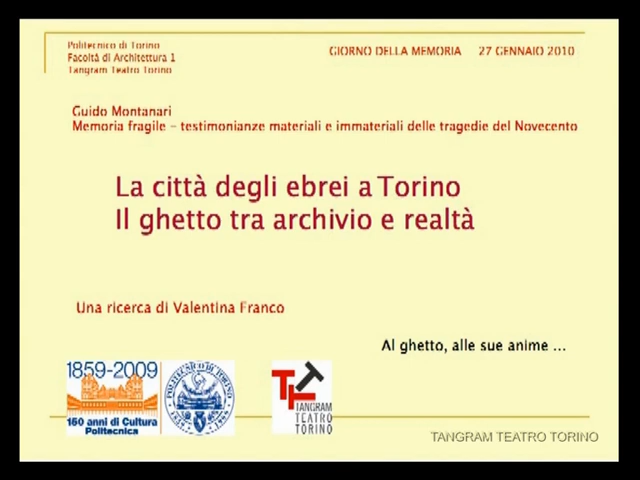 Politecnico di Torino
Facoltà di Architettura 1
Tangram Teatro Torino
GIORNO DELLA MEMORIA 27 GENNAIO 2010
Guido Montanari
Memoria fragile – testimonianze materiali e immateriali delle tragedie del Novecento
La città degli ebrei a Torino
Il ghetto tra archivio e realtà
Una ricerca di Valentina Franco
Al ghetto, alle sue anime ...
1859-2009
150 anni di Cultura
Politecnica
POLITECNICO DI TORINO
TANGRAM
TEATRO
TORINO
TANGRAM TEATRO TORINO